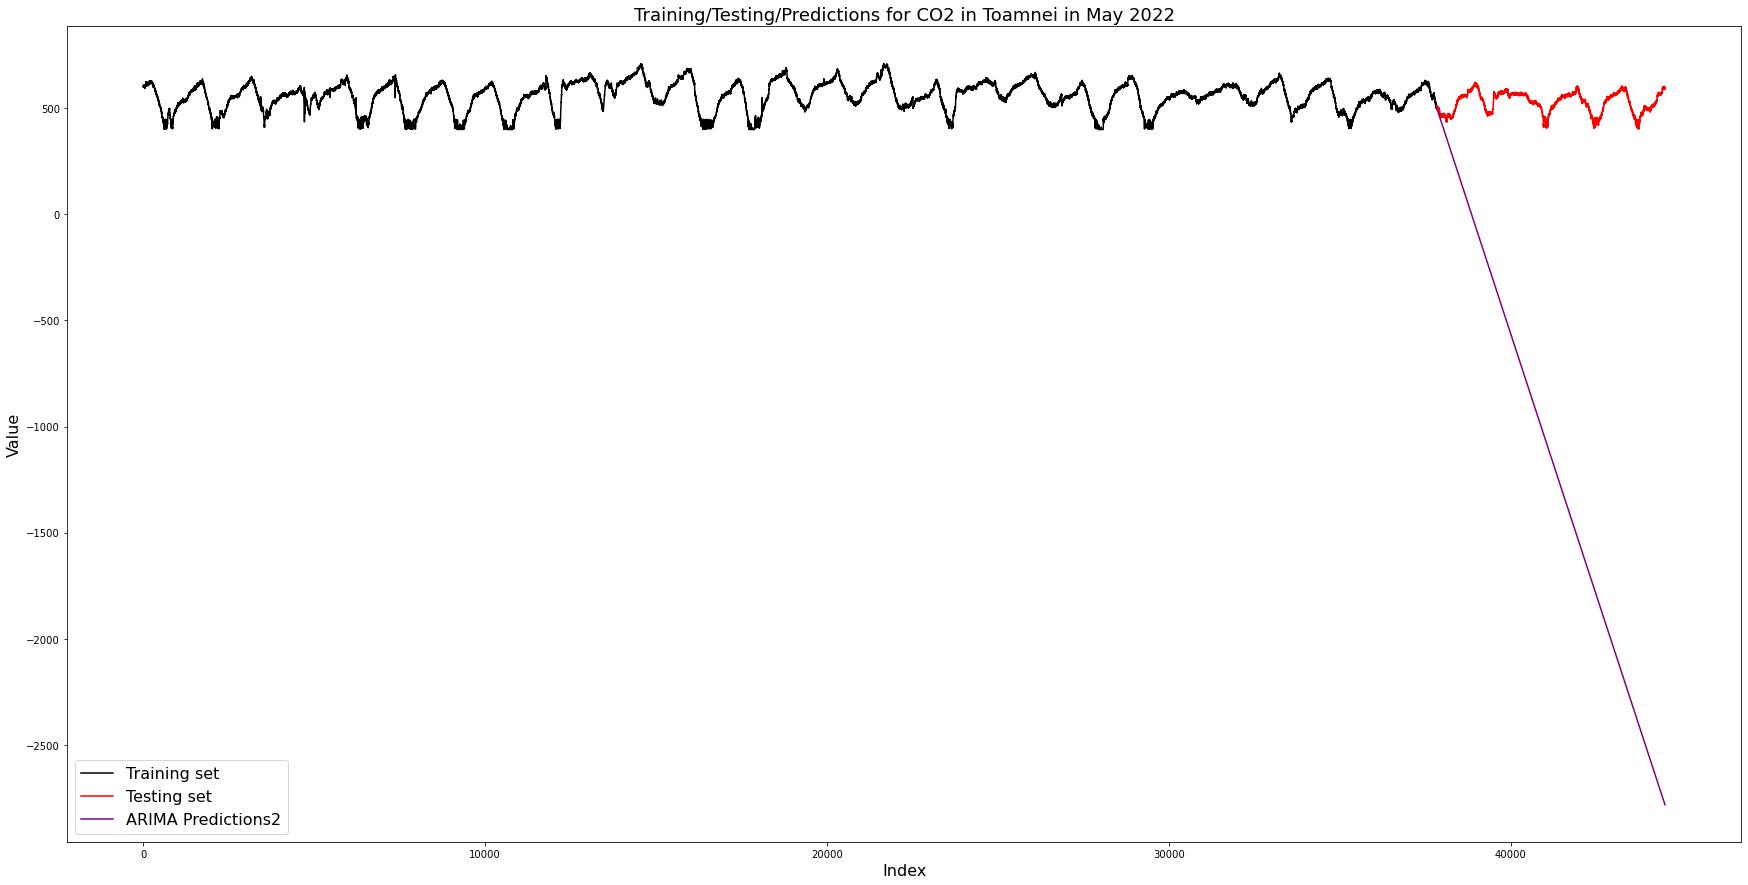 Training/Testing/Predictions for CO2 in Toamnei in May 2022
500
0
−500
−1000
−1500
−2000
−2500
Value
Training set
Testing set
ARIMA Predictions2
0
10000
20000
30000
40000
Index